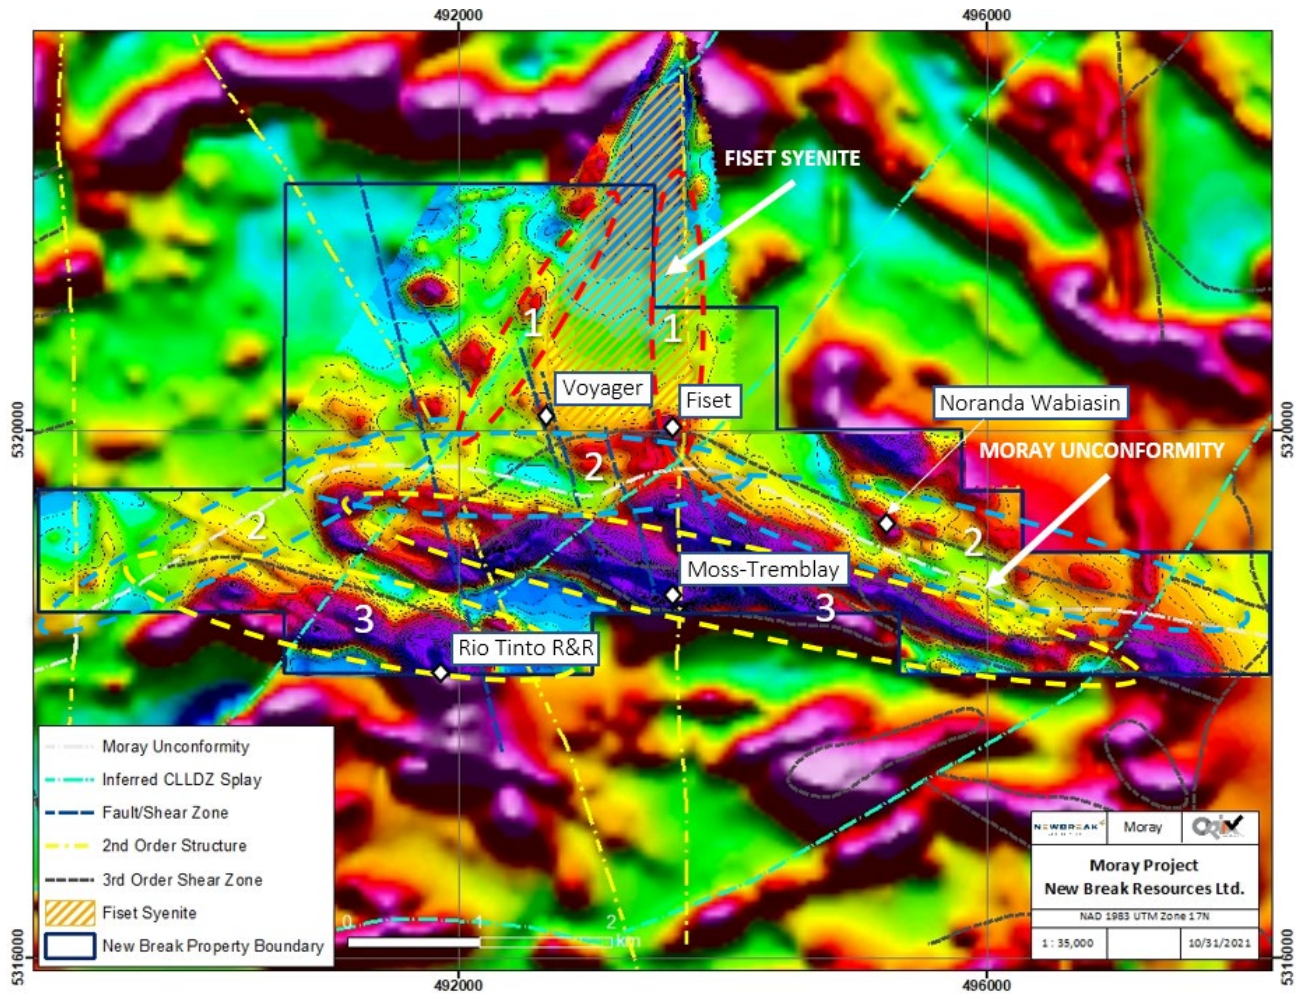 492000
496000
FISET SYENITE
1
1
Voyager
Fiset
Noranda Wabiasin
5320000
5320000
MORAY UNCONFORMITY
2
2
2
Moss-Tremblay
3
3
Rio Tinto R&R
Moray Unconformity
Inferred CLLDZ Splay
Fault/Shear Zone
2nd Order Structure
3rd Order Shear Zone
Fiset Syenite
New Break Property Boundary
0 1 2
km
NEWBREAK Moray Orix
Moray Project
New Break Resources Ltd.
NAD 1983 UTM Zone 17N
1: 35,000 10/31/2021
5316000
5316000
492000
496000